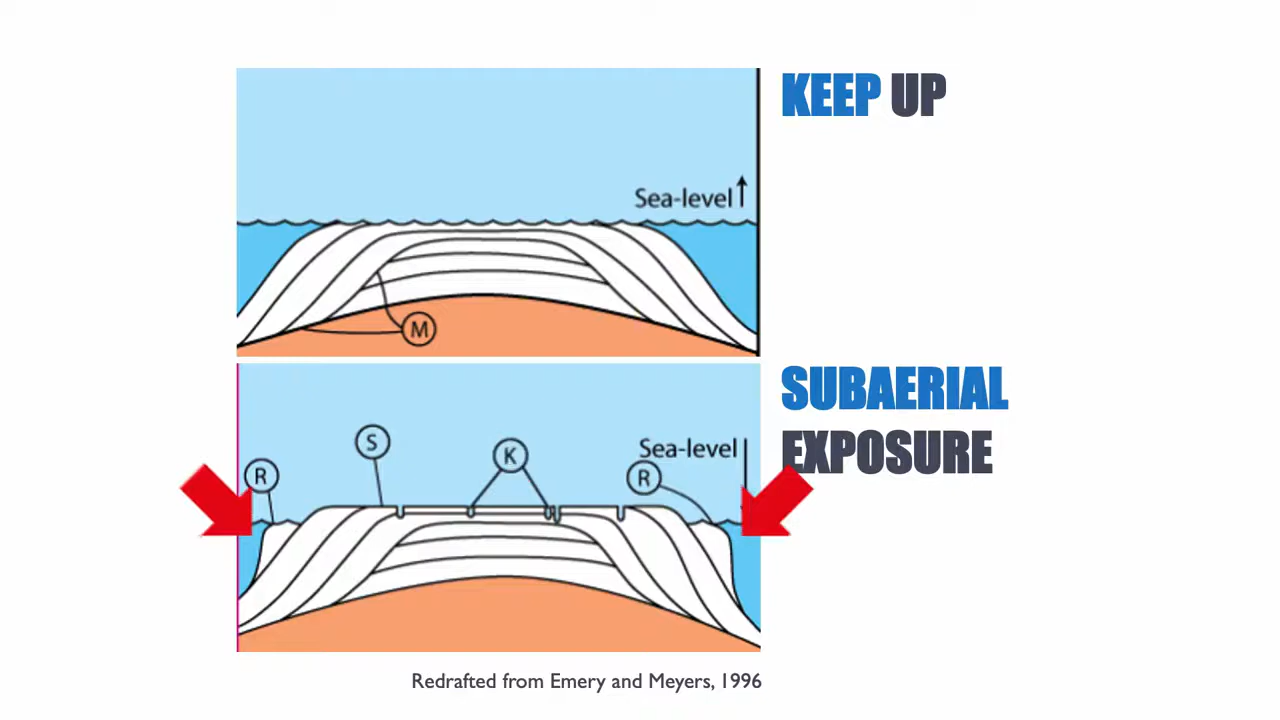 KEEP UP
Sea-level
M
SUBAERIAL
EXPOSURE
S
K
Sea-level
R
R
Redrafted from Emery and Meyers, 1996